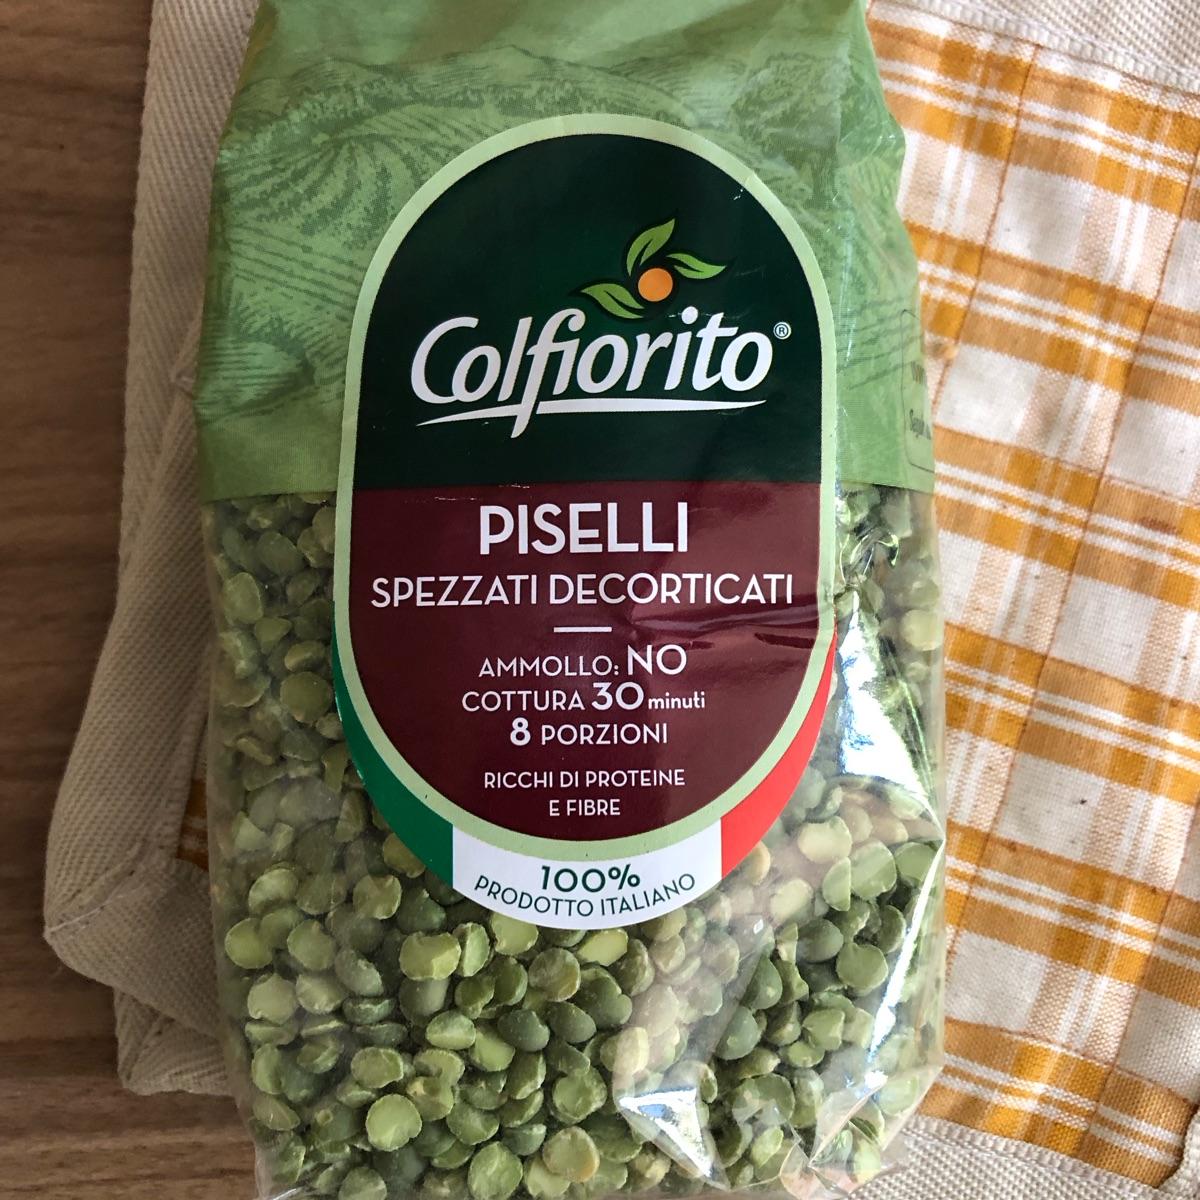 Colfiorito®
PISELLI
SPEZZATI DECORTICATI
AMMOLLO: NO
COTTURA 30 minuti
8 PORZIONI
RICCHI DI PROTEINE
E FIBRE
100%
PRODOTTO ITALIANO